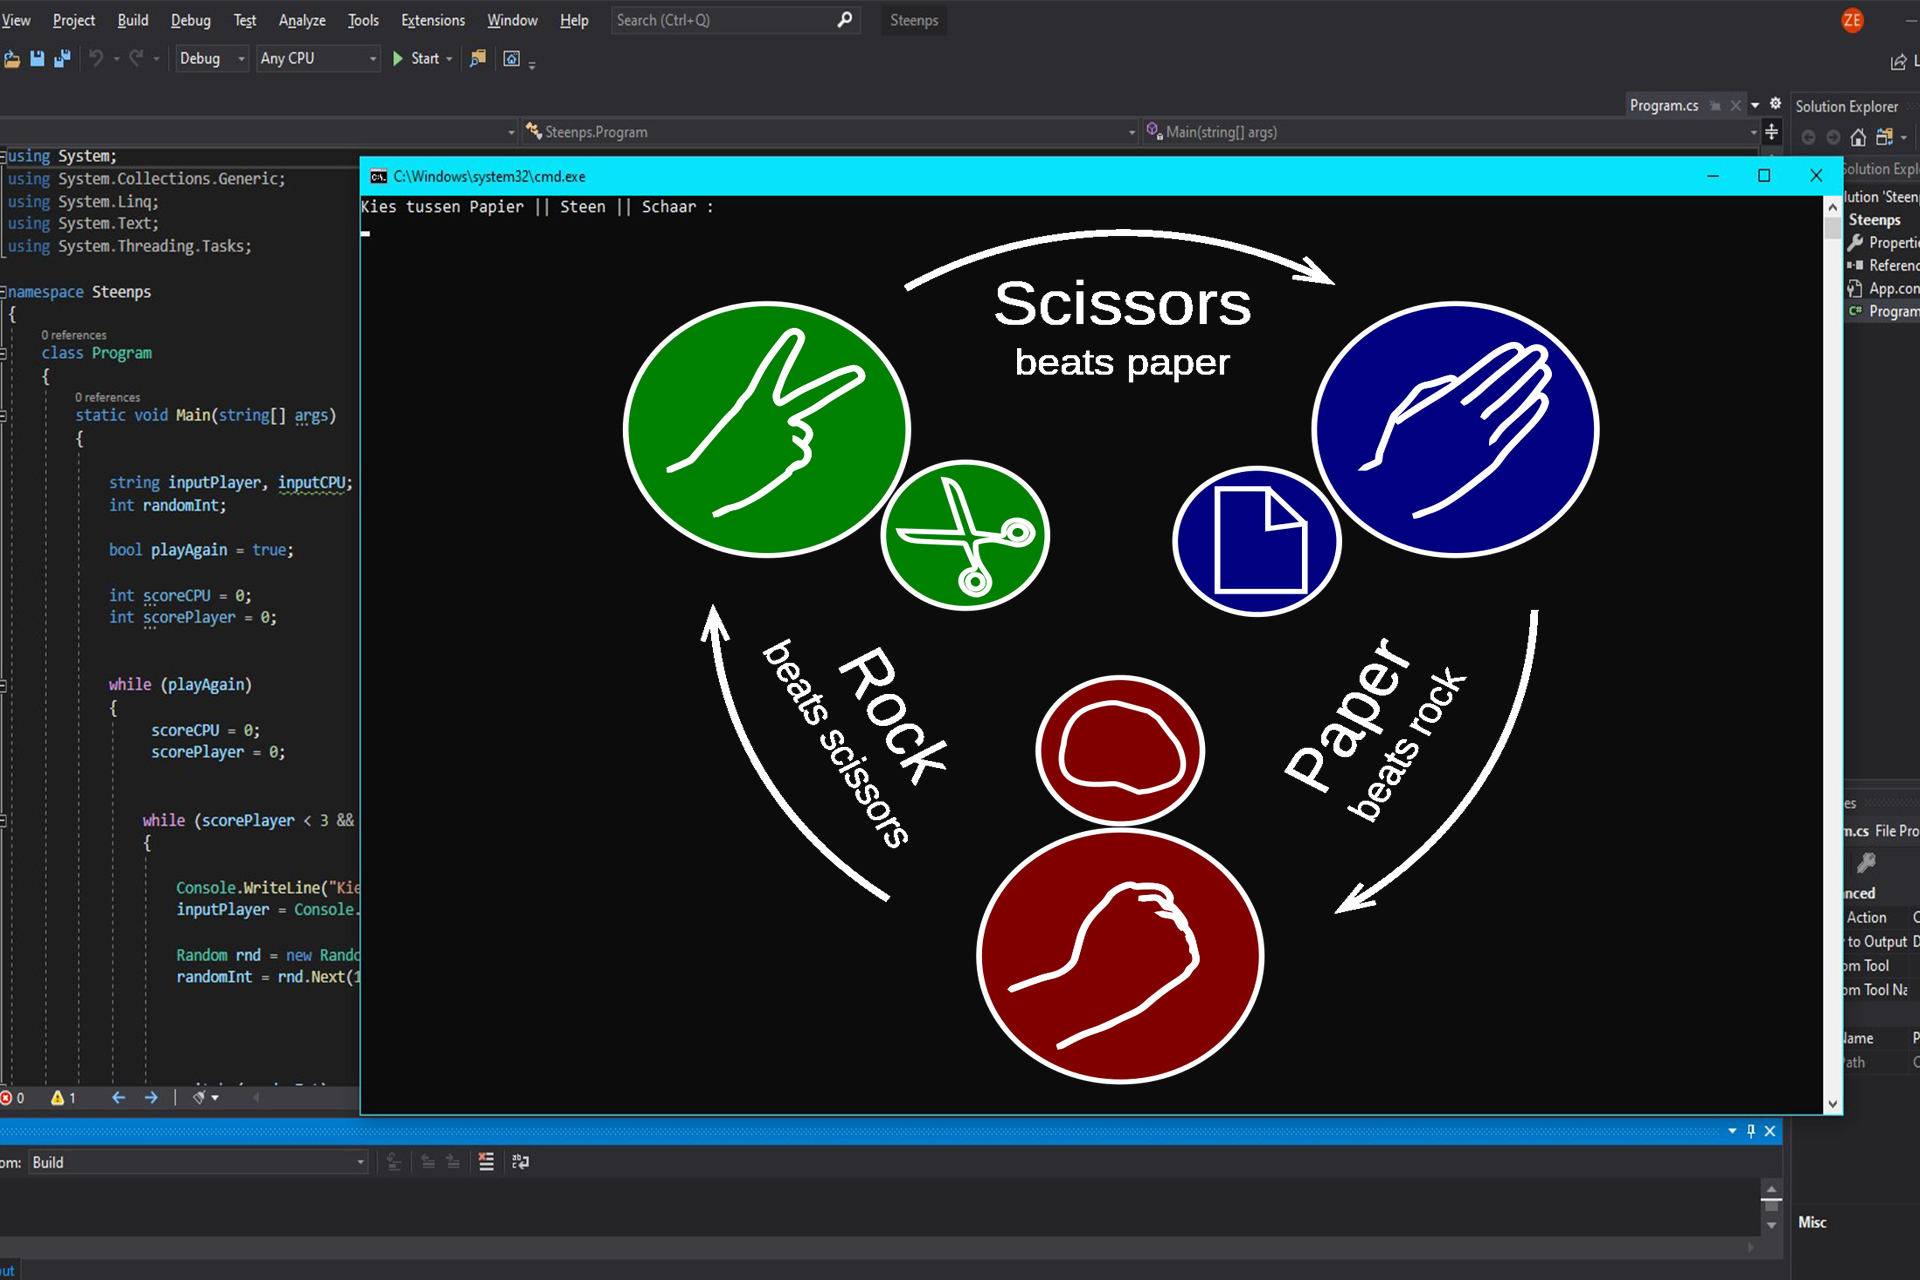 View Project Build Debug Test Analyze Tools Extensions Window Help Search (Ctrl+Q) Steenps ZE
Debug Any CPU Start
Program.cs Solution Explorer
Steenps.Program Main(string[] args)
using System;
using System.Collections.Generic;
using System.Linq;
using System.Text;
using System.Threading.Tasks;
namespace Steenps
{
0 references
class Program
{
0 references
static void Main(string[] args)
{
string inputPlayer, inputCPU;
int randomInt;
bool playAgain = true;
int scoreCPU = 0;
int scorePlayer = 0;
while (playAgain)
{
scoreCPU = 0;
scorePlayer = 0;
while (scorePlayer < 3 &&
{
Console.WriteLine("Kie
inputPlayer = Console.
Random rnd = new Rando
randomInt = rnd.Next(1
0 1
C:\Windows\system32\cmd.exe
Kies tussen Papier || Steen || Schaar :
Scissors
beats paper
Rock
beats scissors
Paper
beats rock
Solution Expl
lution 'Steen
Steenps
Properti
Referenc
App.con
C# Program
es
m.cs File Pro
nced
Action C
to Output D
om Tool
om Tool Na
Name P
Path C
Misc
om: Build
out